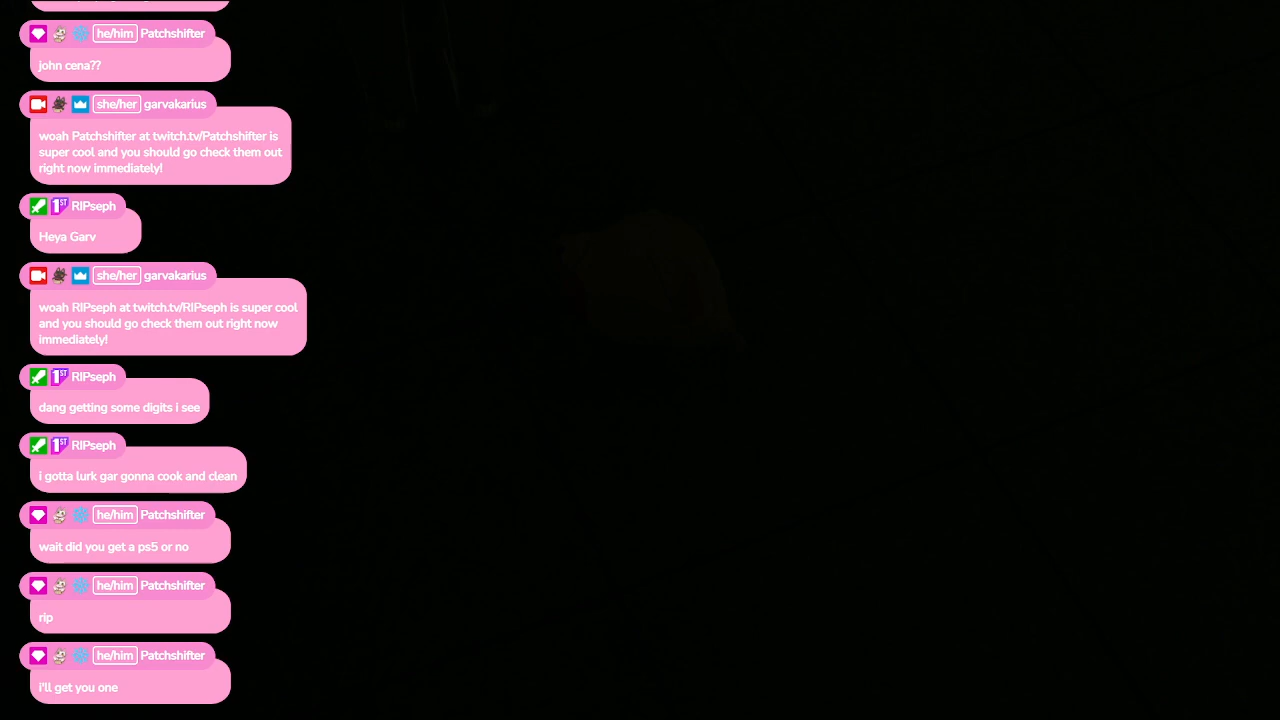 he/him Patchshifter
john cena??
she/her garvakarius
woah Patchshifter at twitch.tv/Patchshifter is
super cool and you should go check them out
right now immediately!
1ST RIPseph
Heya Garv
she/her garvakarius
woah RIPseph at twitch.tv/RIPseph is super cool
and you should go check them out right now
immediately!
1ST RIPseph
dang getting some digits i see
1ST RIPseph
i gotta lurk gar gonna cook and clean
he/him Patchshifter
wait did you get a ps5 or no
he/him Patchshifter
rip
he/him Patchshifter
i'll get you one